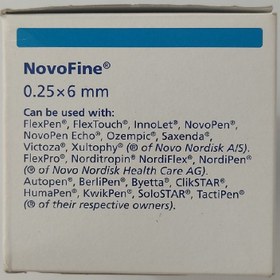 NovoFine®
0.25×6 mm
Can be used with:
FlexPen®, FlexTouch®, InnoLet®, NovoPen®,
NovoPen Echo®, Ozempic®, Saxenda®,
Victoza®, Xultophy® (® of Novo Nordisk A/S).
FlexPro®, Norditropin® NordiFlex®, NordiPen®
(® of Novo Nordisk Health Care AG).
Autopen®, BerliPen®, Byetta®, ClikSTAR®,
HumaPen®, KwikPen®, SoloSTAR®, TactiPen®
(® of their respective owners).